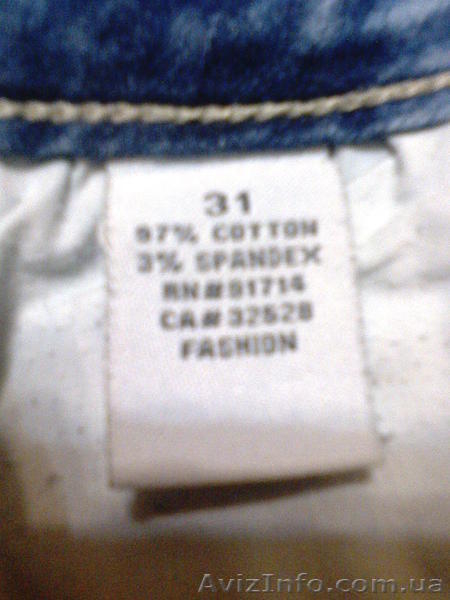 31
97% COTTON
3% SPANDEX
RN#91714
CA#32528
FASHION
AvizInfo.com.ua